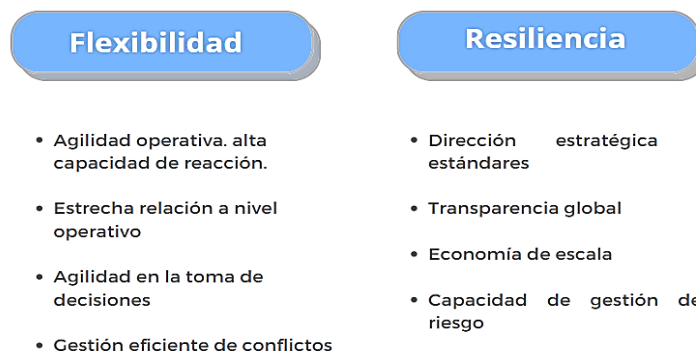 Flexibilidad
Agilidad operativa. alta
capacidad de reacción.
Estrecha relación a nivel
operativo
Agilidad en la toma de
decisiones
Gestión eficiente de conflictos
Resiliencia
Dirección estratégica
estándares
Transparencia global
Economía de escala
Capacidad de gestión de
riesgo